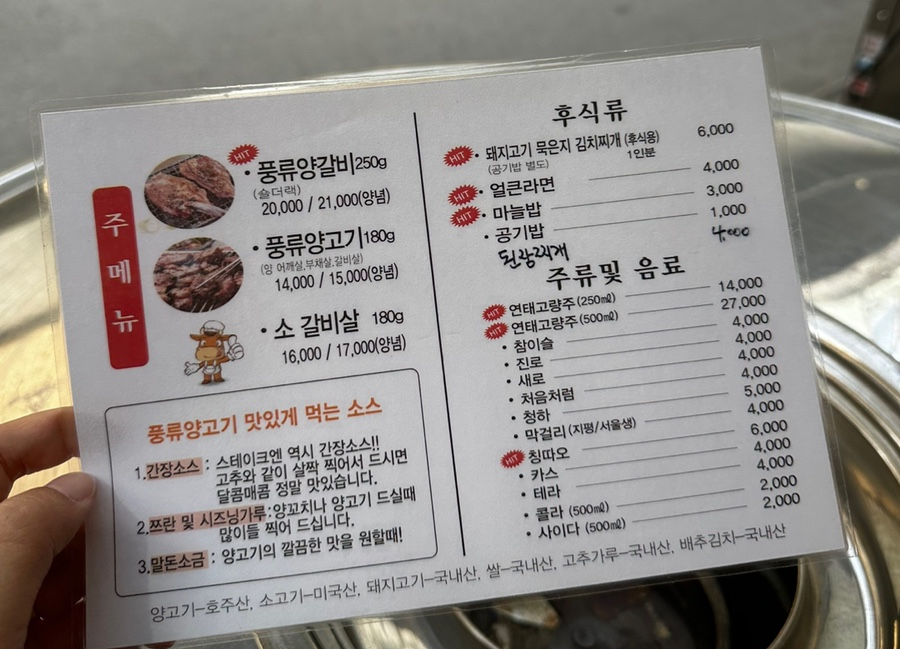 주메뉴
HIT
• 풍류양갈비 250g
(숄더랙)
20,000 / 21,000(양념)
• 풍류양고기 180g
(양 어깨살,부채살,갈비살)
14,000 / 15,000(양념)
• 소 갈비살 180g
16,000 / 17,000(양념)
풍류양고기 맛있게 먹는 소스
1.간장소스 : 스테이크엔 역시 간장소스!!
고추와 같이 살짝 찍어서 드시면
달콤매콤 정말 맛있습니다.
2.쯔란 및 시즈닝가루:양꼬치나 양고기 드실때
많이들 찍어 드십니다.
3.말돈소금 : 양고기의 깔끔한 맛을 원할때!
후식류
HIT • 돼지고기 묵은지 김치찌개 (후식용) 6,000
(공기밥 별도) 1인분
HIT • 얼큰라면 4,000
HIT • 마늘밥 3,000
• 공기밥 1,000
된장찌개 4,000
주류및 음료
HIT • 연태고량주 (250㎖) 14,000
HIT • 연태고량주 (500㎖) 27,000
• 참이슬 4,000
• 진로 4,000
• 새로 4,000
• 처음처럼 4,000
• 청하 5,000
• 막걸리 (지평/서울생) 4,000
HIT • 칭따오 6,000
• 카스 4,000
• 테라 4,000
• 콜라 (500㎖) 2,000
• 사이다 (500㎖) 2,000
양고기–호주산, 소고기–미국산, 돼지고기–국내산, 쌀–국내산, 고추가루–국내산, 배추김치–국내산